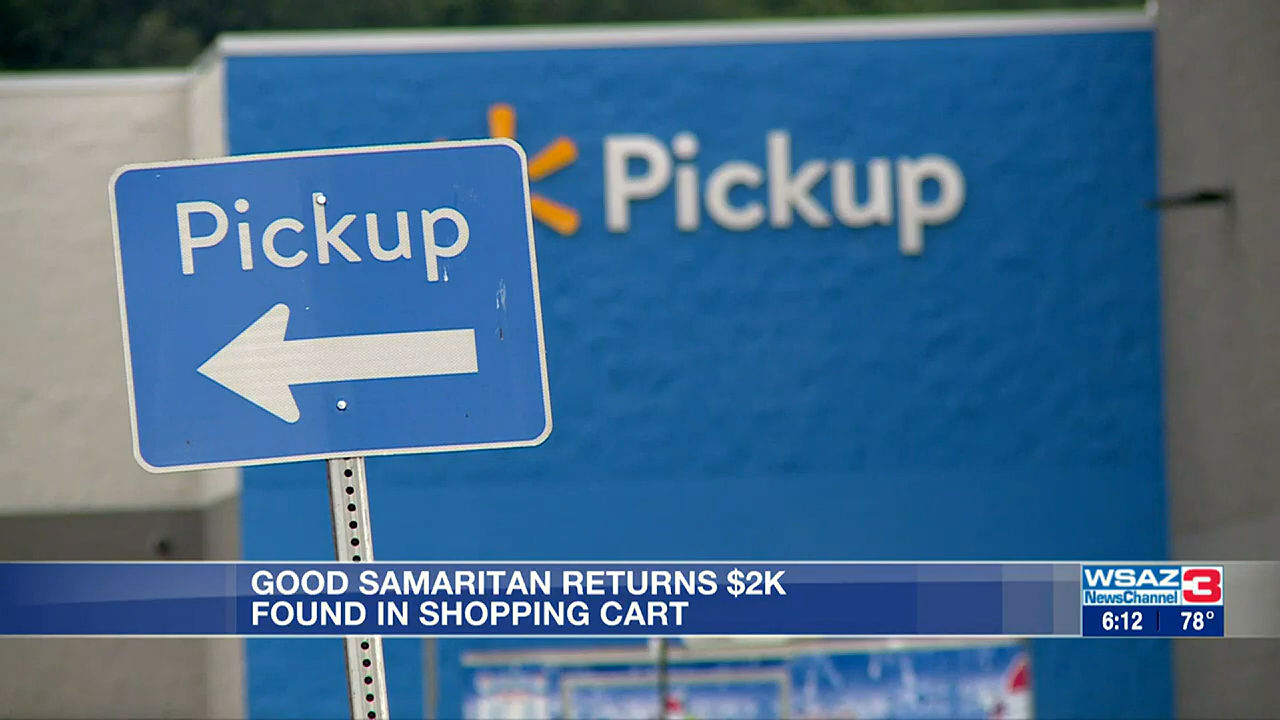 Pickup
Pickup
GOOD SAMARITAN RETURNS $2K
FOUND IN SHOPPING CART
WSAZ 3
NewsChannel
6:12 78°